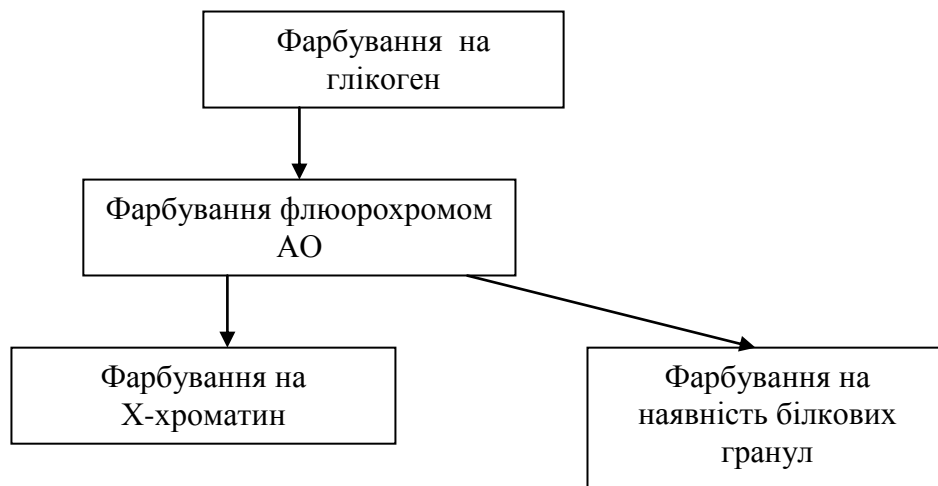 Фарбування на
глікоген
Фарбування флюорохромом
АО
Фарбування на
Х-хроматин
Фарбування на
наявність білкових
гранул